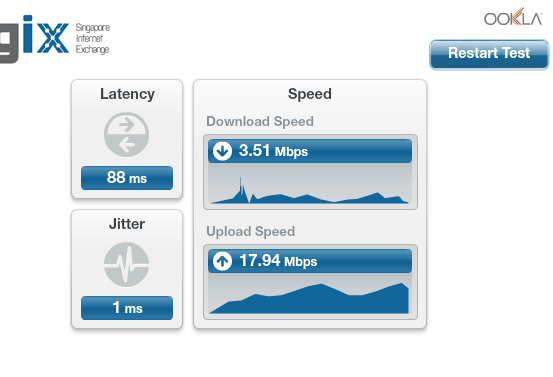 gix
Singapore
Internet
Exchange
OOKLA
Restart Test
Latency
88 ms
Jitter
1 ms
Speed
Download Speed
3.51 Mbps
Upload Speed
17.94 Mbps